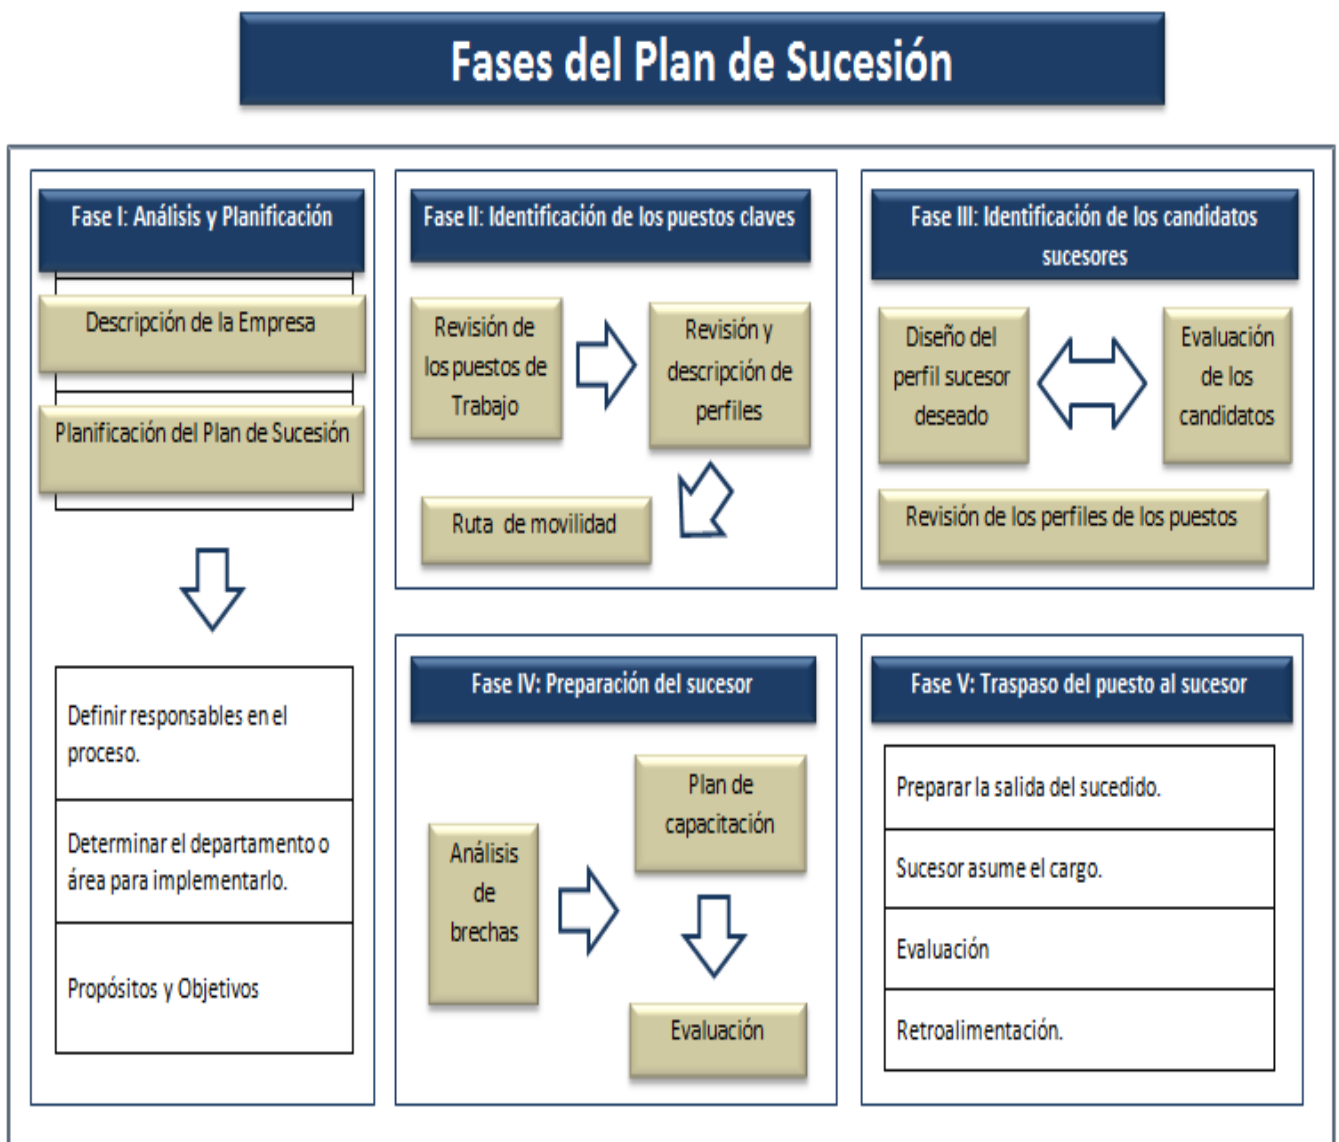 Fases del Plan de Sucesión
Fase I: Análisis y Planificación
Descripción de la Empresa
Planificación del Plan de Sucesión
Definir responsables en el
proceso.
Determinar el departamento o
área para implementarlo.
Propósitos y Objetivos
Fase II: Identificación de los puestos claves
Revisión de
los puestos de
Trabajo
Revisión y
descripción de
perfiles
Ruta de movilidad
Fase III: Identificación de los candidatos
sucesores
Diseño del
perfil sucesor
deseado
Evaluación
de los
candidatos
Revisión de los perfiles de los puestos
Fase IV: Preparación del sucesor
Análisis
de
brechas
Plan de
capacitación
Evaluación
Fase V: Traspaso del puesto al sucesor
Preparar la salida del sucedido.
Sucesor asume el cargo.
Evaluación
Retroalimentación.